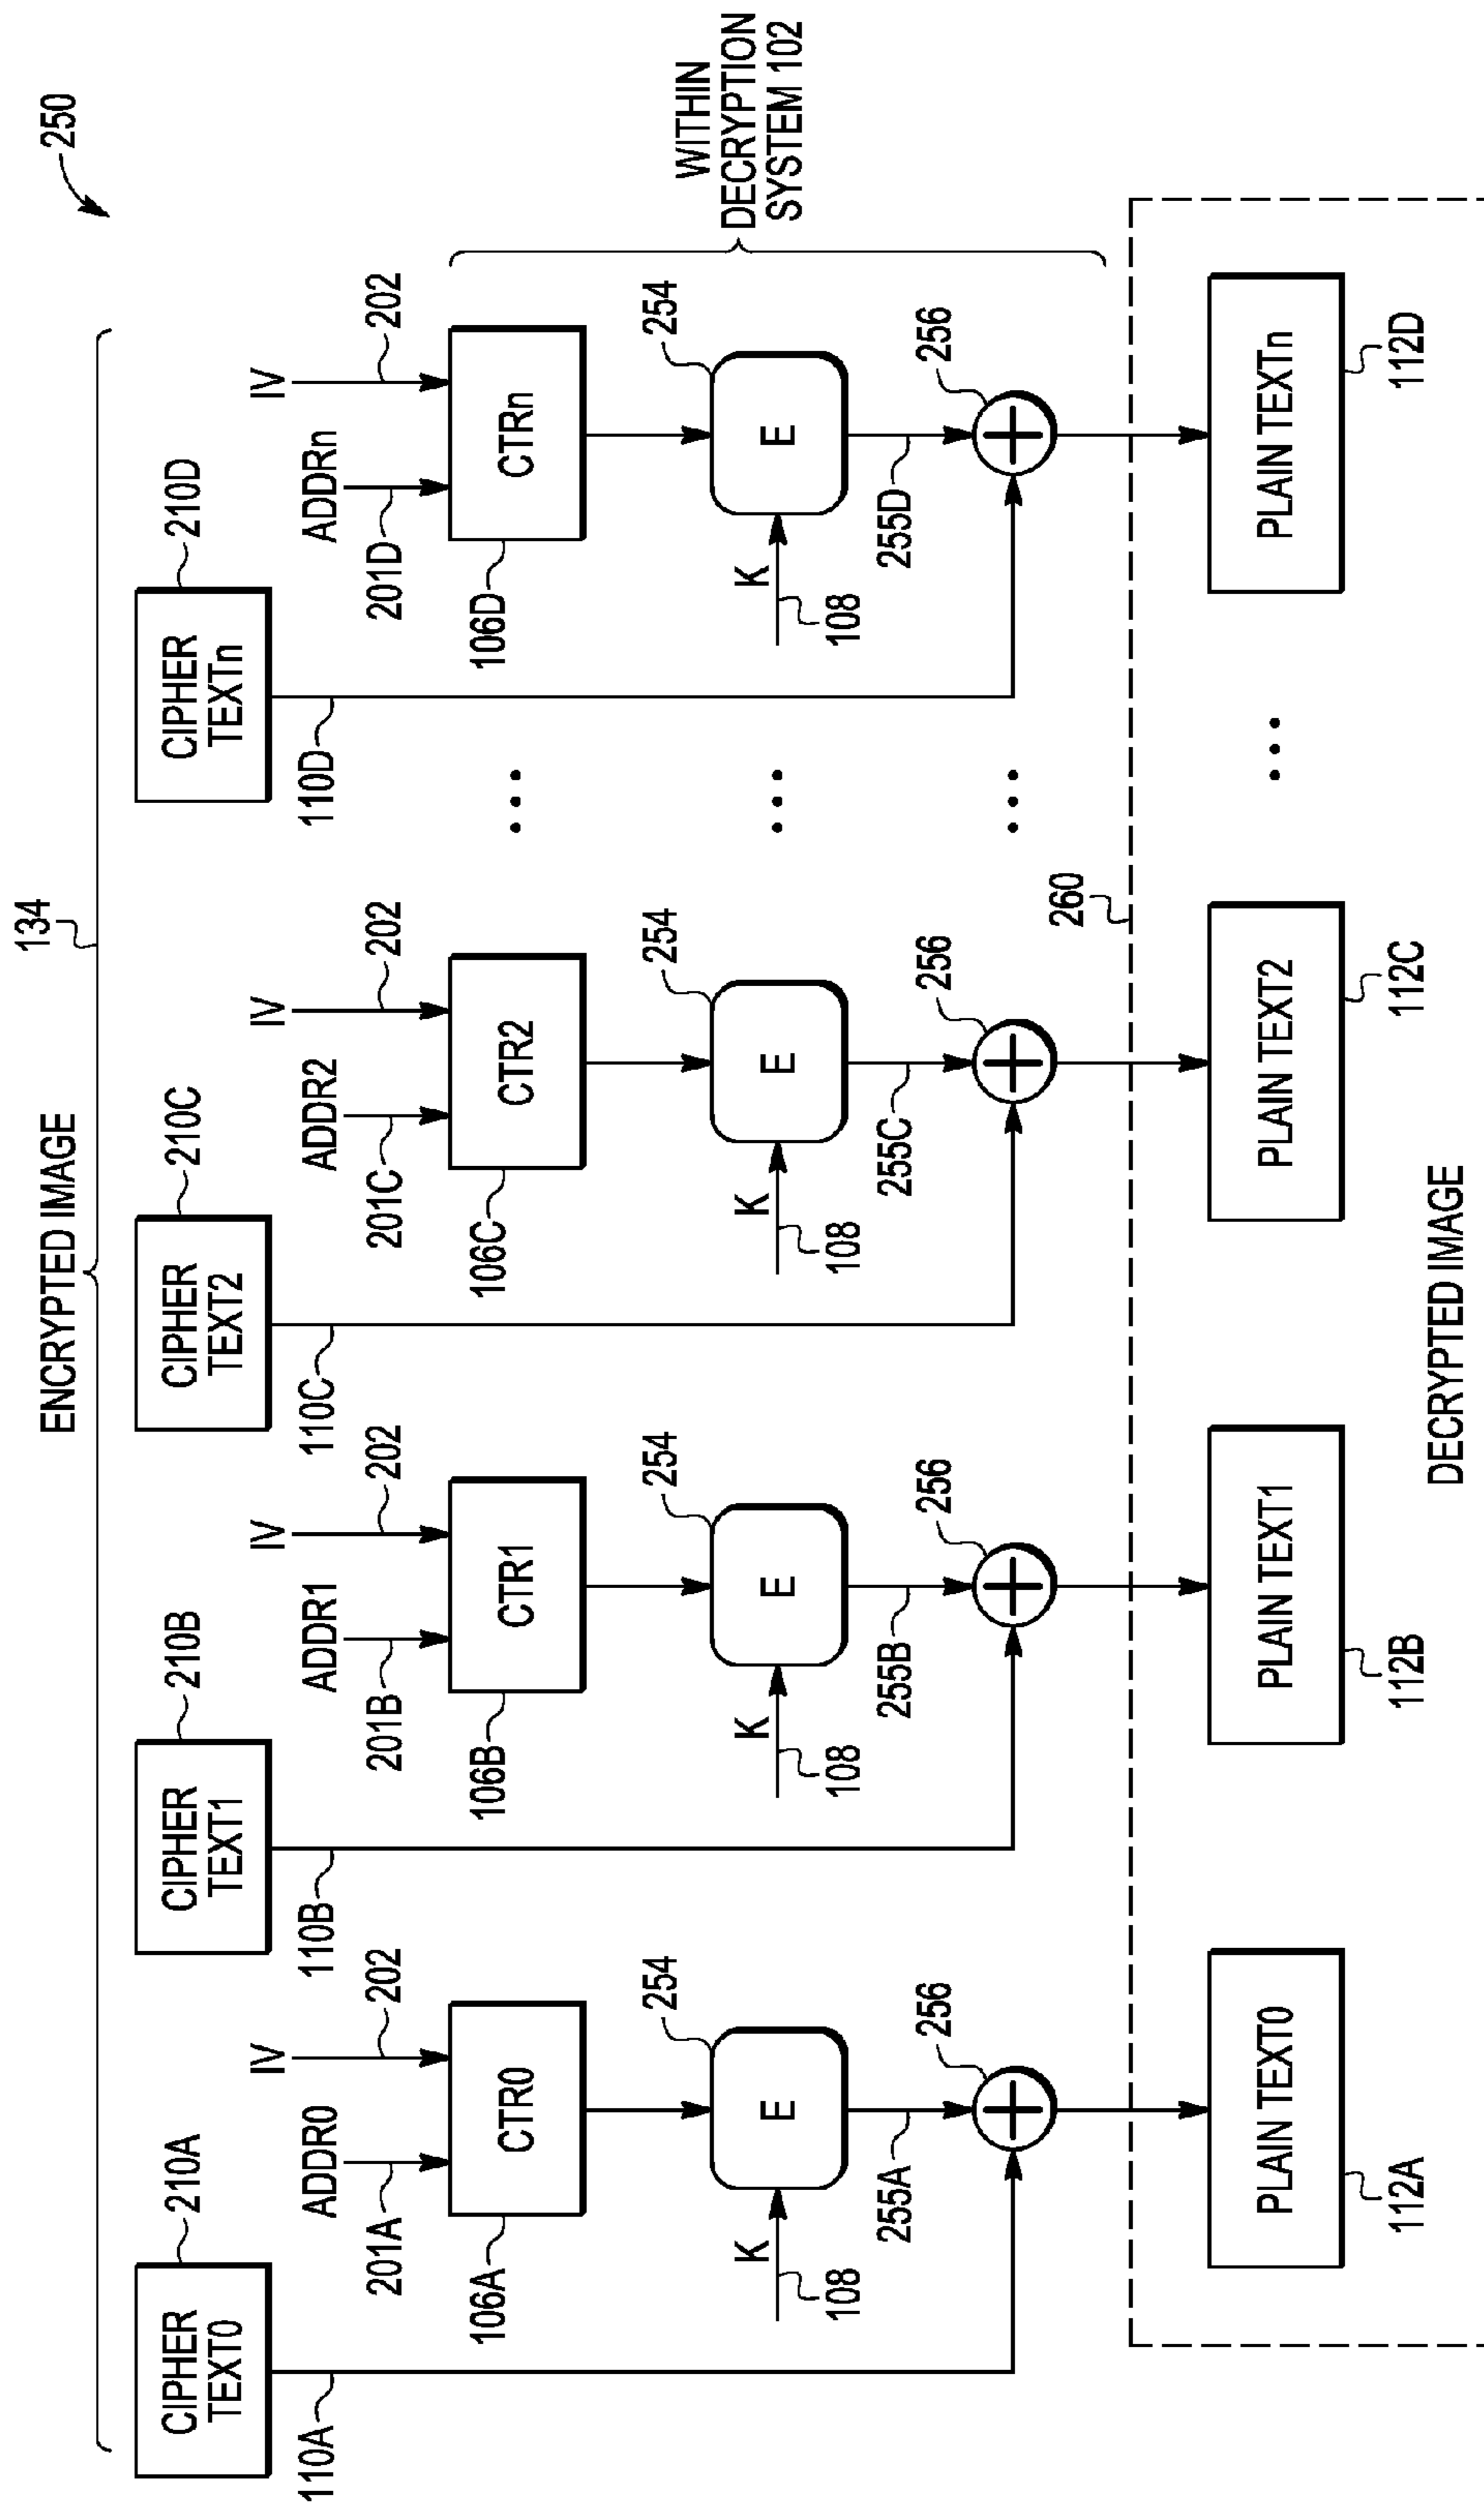 250
134
ENCRYPTED IMAGE
CIPHER
TEXT0
210A
CIPHER
TEXT1
210B
CIPHER
TEXT2
210C
CIPHER
TEXTn
210D
110A
ADDR0
IV
110B
ADDR1
IV
110C
ADDR2
IV
110D
ADDRn
IV
201A
202
201B
202
201C
202
201D
202
106A
CTR0
106B
CTR1
106C
CTR2
106D
CTRn
WITHIN
DECRYPTION
SYSTEM 102
254
254
254
254
K
E
K
E
K
E
K
E
108
108
108
108
255A
256
255B
256
255C
256
255D
256
260
PLAIN TEXT0
PLAIN TEXT1
PLAIN TEXT2
PLAIN TEXTn
112A
112B
112C
112D
DECRYPTED IMAGE